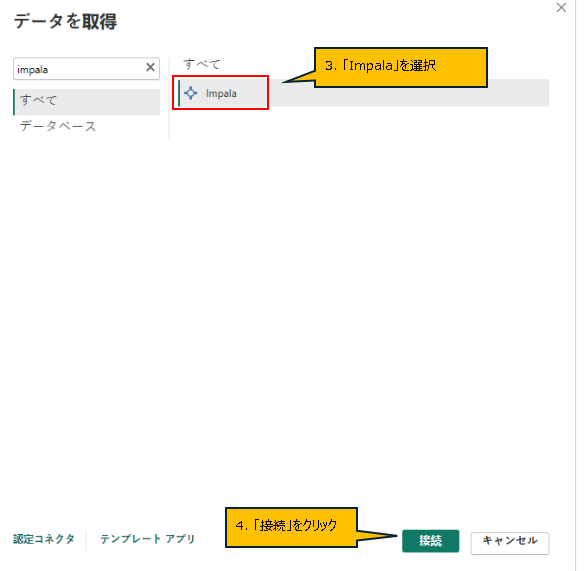 データを取得
impala
すべて
データベース
すべて
Impala
3. 「Impala」を選択
4. 「接続」をクリック
認定コネクタ
テンプレート アプリ
接続
キャンセル